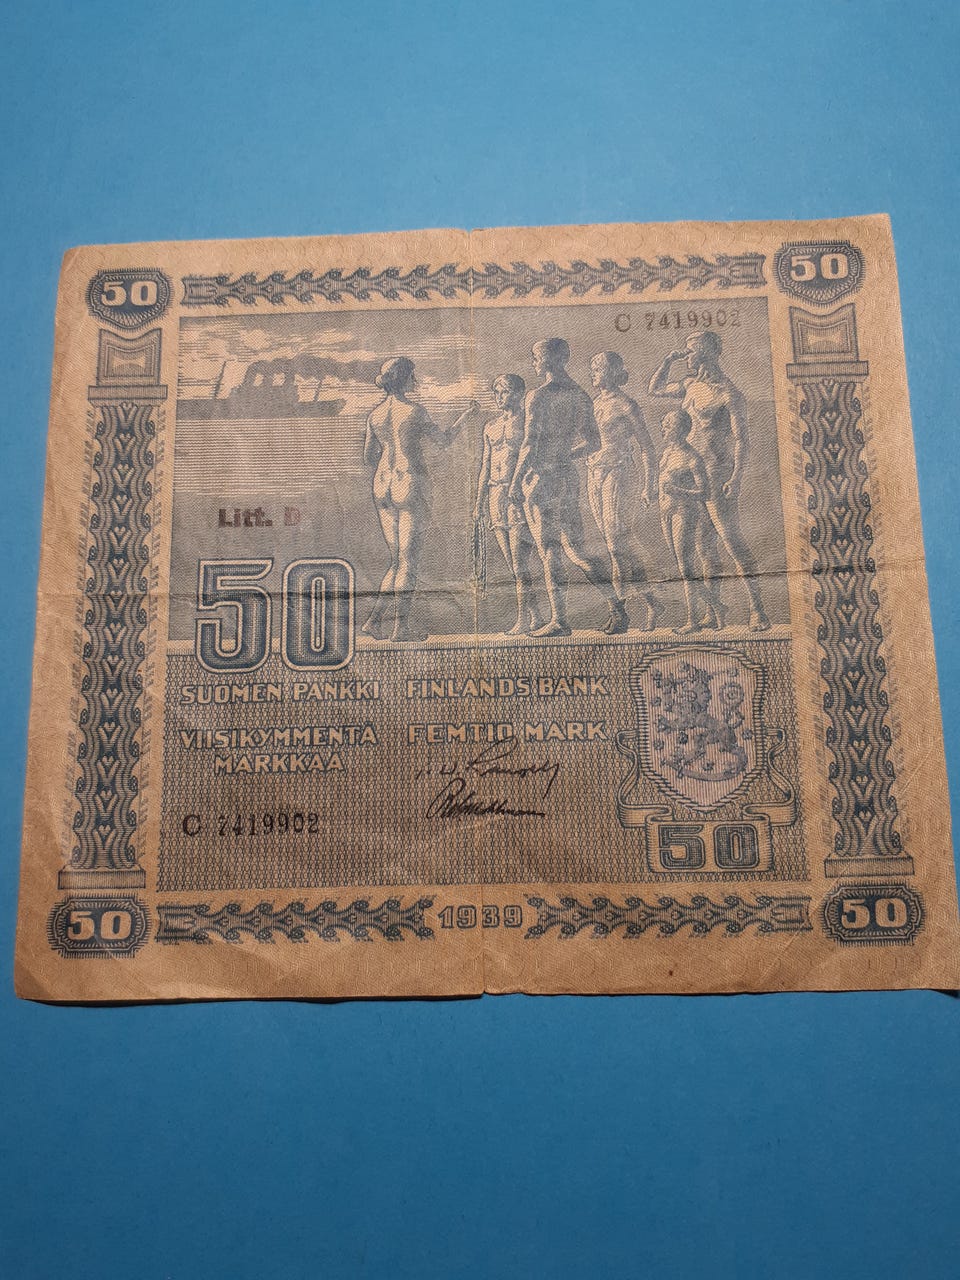 50 50
C 7419902
Litt. D
50
SUOMEN PANKKI FINLANDS BANK
VIISIKYMMENTÄ FEMTIO MARK
MARKKAA
C 7419902
50
50 1939 50